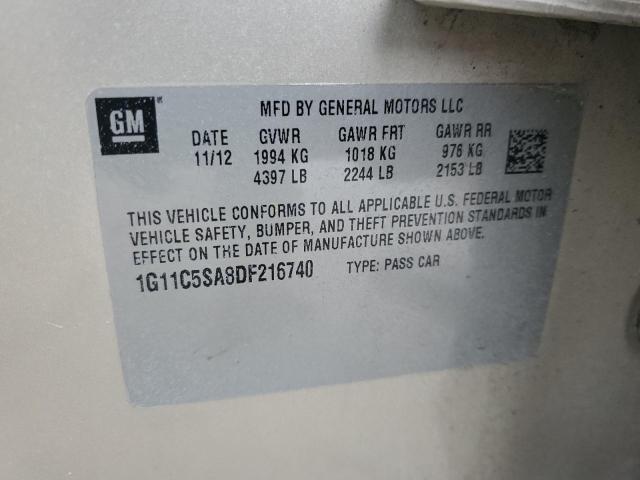 GM
MFD BY GENERAL MOTORS LLC
DATE GVWR GAWR FRT GAWR RR
11/12 1994 KG 1018 KG 976 KG
4397 LB 2244 LB 2153 LB
THIS VEHICLE CONFORMS TO ALL APPLICABLE U.S. FEDERAL MOTOR
VEHICLE SAFETY, BUMPER, AND THEFT PREVENTION STANDARDS IN
EFFECT ON THE DATE OF MANUFACTURE SHOWN ABOVE.
1G11C5SA8DF216740 TYPE: PASS CAR